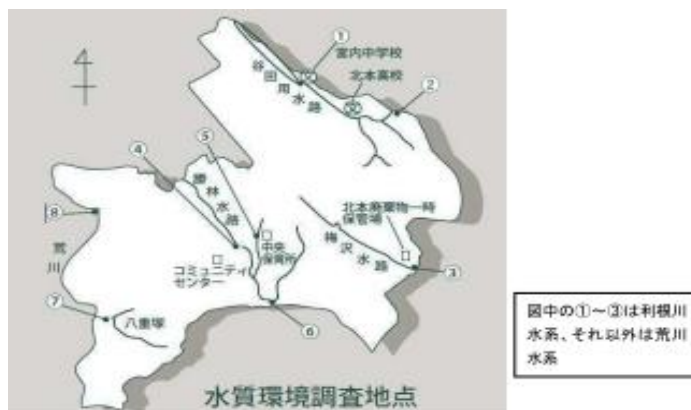 ①
宮内中学校
北本高校
谷田用水路
②
⑤
④
勝林水路
北本廃棄物一時
保管場
⑧
荒川
中央
保育所
梅沢水路
コミュニティ
センター
③
⑦
八重塚
⑥
水質環境調査地点
図中の①～③は利根川
水系、それ以外は荒川
水系